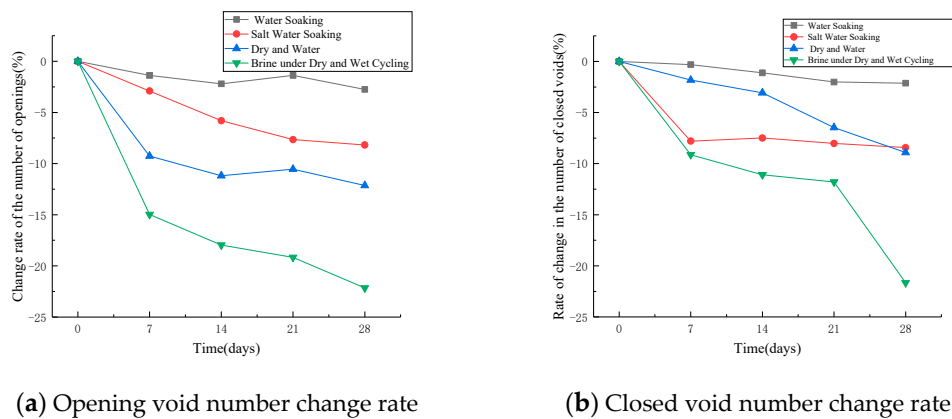 Water Soaking
Salt Water Soaking
Dry and Water
Brine under Dry and Wet Cycling
Change rate of the number of openings(%)
0
−5
−10
−15
−20
−25
0 7 14 21 28
Time(days)
(a) Opening void number change rate
Water Soaking
Salt Water Soaking
Dry and Water
Brine under Dry and Wet Cycling
Rate of change in the number of closed voids(%)
0
−5
−10
−15
−20
−25
0 7 14 21 28
Time(days)
(b) Closed void number change rate